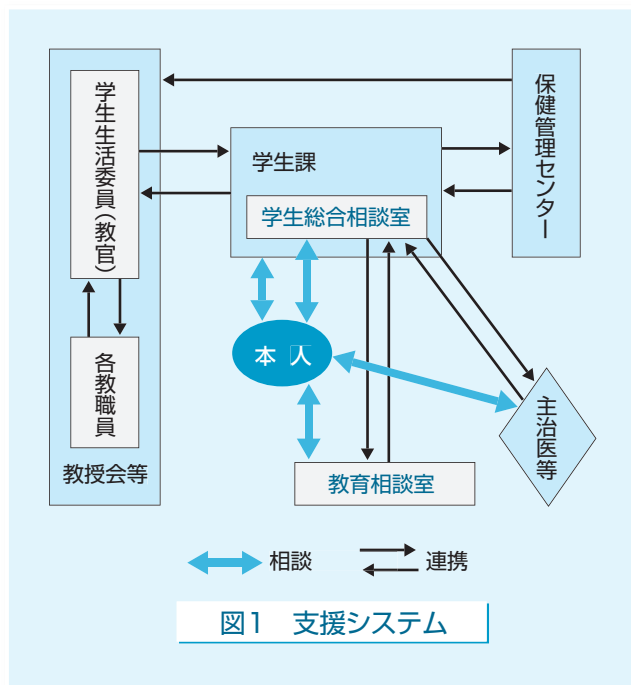 学生生活委員(教官)
各教職員
教授会等
学生課
学生総合相談室
保健管理センター
本 人
主治医等
教育相談室
相談
連携
図1 支援システム